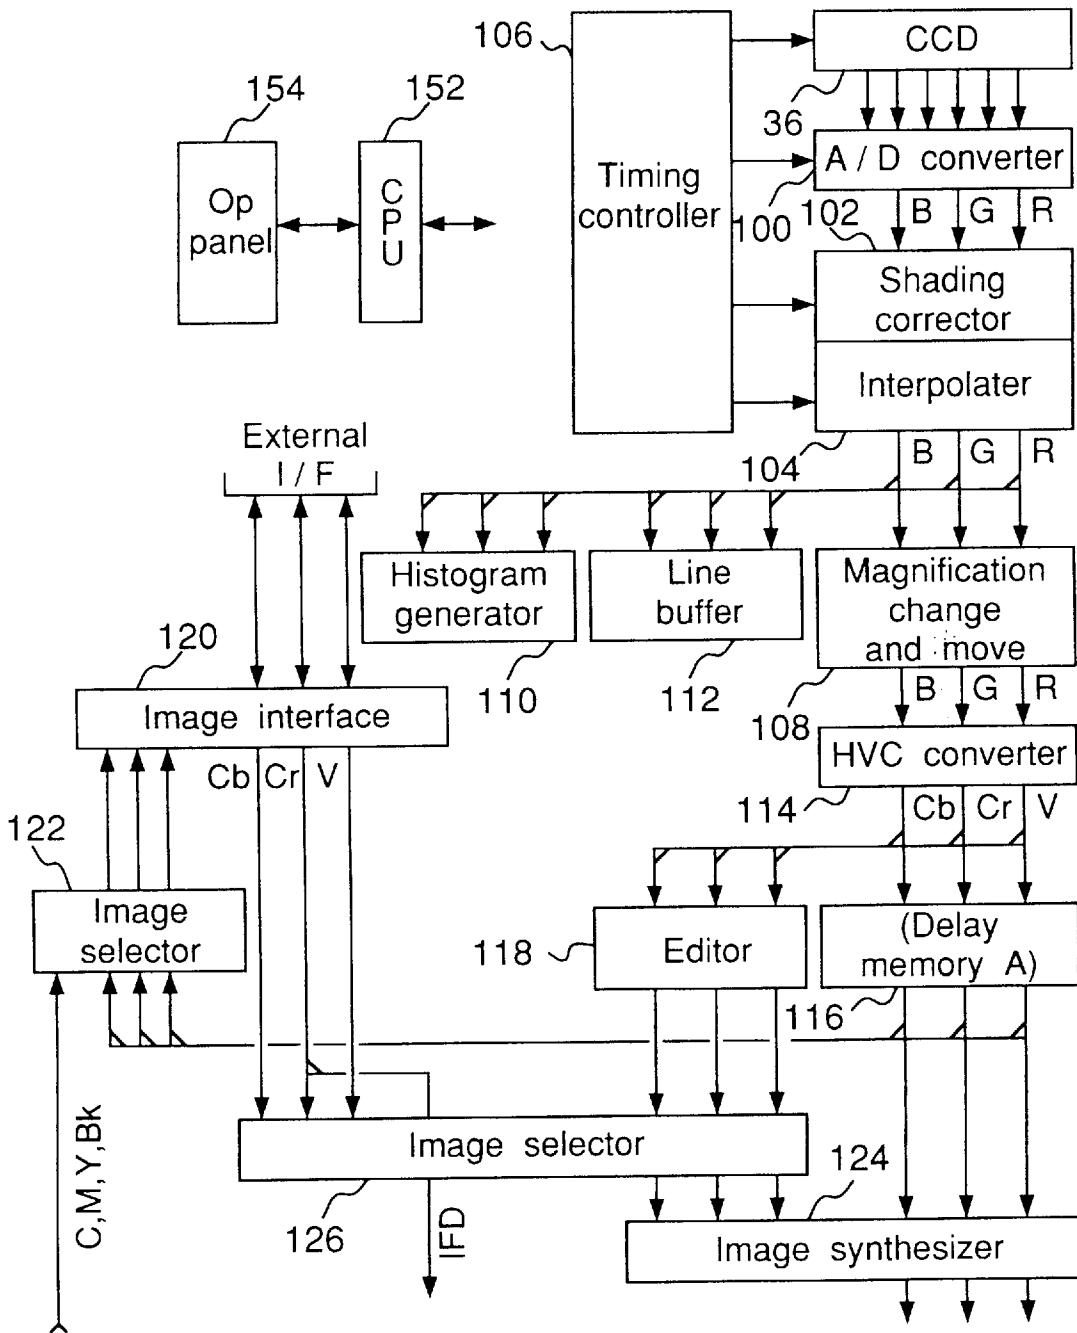 106
CCD
154
152
36
Op
panel
CPU
Timing
controller
A / D converter
100
102
B G R
Shading
corrector
Interpolater
External
I / F
104
B G R
Histogram
generator
Line
buffer
Magnification
change
and move
120
110
112
108
B G R
Image interface
HVC converter
Cb Cr V
114
Cb Cr V
122
Image
selector
118
Editor
(Delay
memory A)
116
C,M,Y,Bk
Image selector
124
126
IFD
Image synthesizer